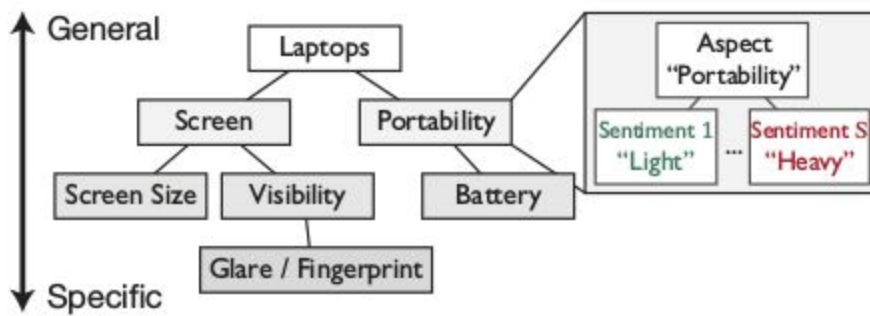 General
Laptops
Aspect
“Portability”
Screen
Portability
Sentiment 1
“Light”
...
Sentiment S
“Heavy”
Screen Size
Visibility
Battery
Glare / Fingerprint
Specific